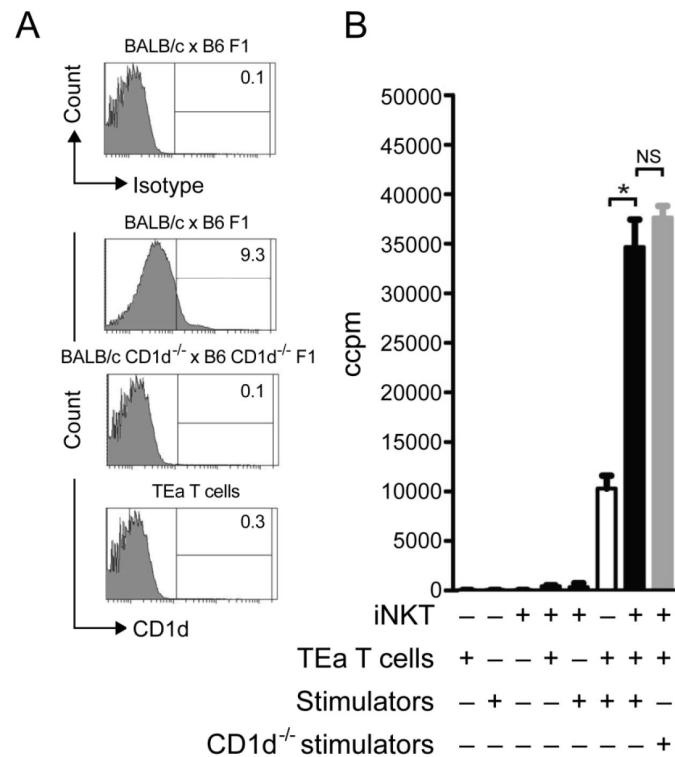 A
BALB/c x B6 F1
0.1
Count
Isotype
BALB/c x B6 F1
9.3
BALB/c CD1d-/- x B6 CD1d-/- F1
0.1
Count
TEa T cells
0.3
CD1d
B
50000
45000
40000
35000
30000
25000
20000
15000
10000
5000
0
ccpm
* NS
iNKT – – + + + – + +
TEa T cells + – – + – + + +
Stimulators – + – – + + + –
CD1d-/- stimulators – – – – – – – +